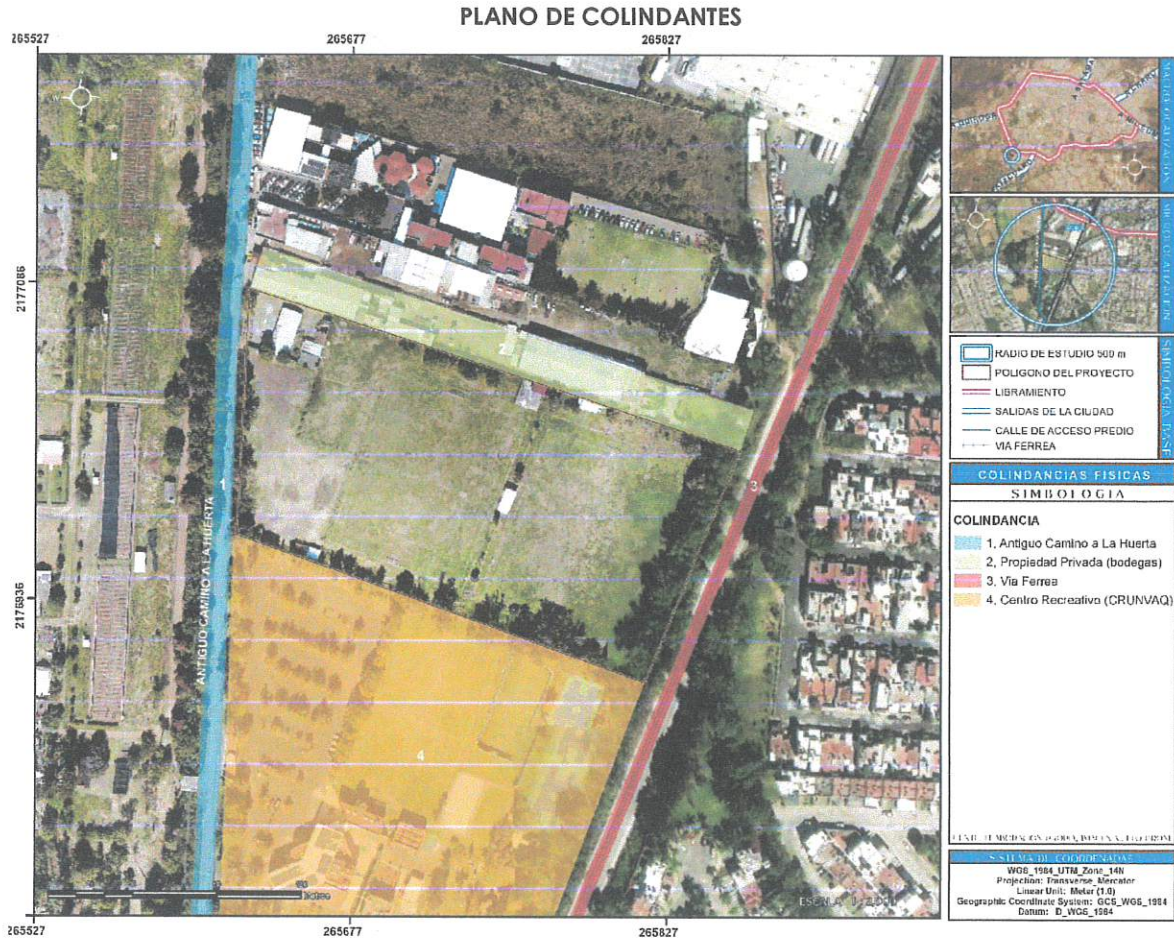 PLANO DE COLINDANTES
265527
265677
265827
2177086
2176936
1
2
3
4
ANTIGUO CAMINO A LA HUERTA
265527
265677
265827
RADIO DE ESTUDIO 500 m
POLIGONO DEL PROYECTO
LIBRAMIENTO
SALIDAS DE LA CIUDAD
CALLE DE ACCESO PREDIO
VIA FERREA
COLINDANCIAS FISICAS
SIMBOLOGIA
COLINDANCIA
1, Antiguo Camino a La Huerta
2, Propiedad Privada (bodegas)
3, Via Ferrea
4, Centro Recreativo (CRUNVAQ)
SISTEMA DE COORDENADAS
WGS_1984_UTM_Zone_14N
Projection: Transverse_Mercator
Linear Unit: Meter (1.0)
Geographic Coordinate System: GCS_WGS_1984
Datum: D_WGS_1984